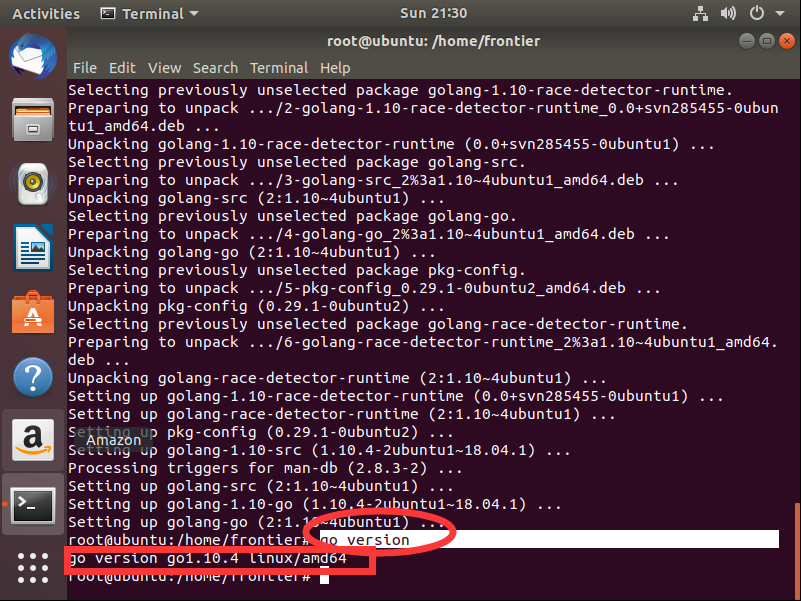 Activities Terminal Sun 21:30
root@ubuntu: /home/frontier
File Edit View Search Terminal Help
Selecting previously unselected package golang-1.10-race-detector-runtime.
Preparing to unpack .../2-golang-1.10-race-detector-runtime_0.0+svn285455-0ubun
tu1_amd64.deb ...
Unpacking golang-1.10-race-detector-runtime (0.0+svn285455-0ubuntu1) ...
Selecting previously unselected package golang-src.
Preparing to unpack .../3-golang-src_2%3a1.10~4ubuntu1_amd64.deb ...
Unpacking golang-src (2:1.10~4ubuntu1) ...
Selecting previously unselected package golang-go.
Preparing to unpack .../4-golang-go_2%3a1.10~4ubuntu1_amd64.deb ...
Unpacking golang-go (2:1.10~4ubuntu1) ...
Selecting previously unselected package pkg-config.
Preparing to unpack .../5-pkg-config_0.29.1-0ubuntu2_amd64.deb ...
Unpacking pkg-config (0.29.1-0ubuntu2) ...
Selecting previously unselected package golang-race-detector-runtime.
Preparing to unpack .../6-golang-race-detector-runtime_2%3a1.10~4ubuntu1_amd64.
deb ...
Unpacking golang-race-detector-runtime (2:1.10~4ubuntu1) ...
Setting up golang-1.10-race-detector-runtime (0.0+svn285455-0ubuntu1) ...
Setting up golang-race-detector-runtime (2:1.10~4ubuntu1) ...
Setting up pkg-config (0.29.1-0ubuntu2) ...
Amazon
Setting up golang-1.10-src (1.10.4-2ubuntu1~18.04.1) ...
Processing triggers for man-db (2.8.3-2) ...
Setting up golang-src (2:1.10~4ubuntu1) ...
Setting up golang-1.10-go (1.10.4-2ubuntu1~18.04.1) ...
Setting up golang-go (2:1.10~4ubuntu1) ...
root@ubuntu:/home/frontier# go version
go version go1.10.4 linux/amd64
root@ubuntu:/home/frontier#